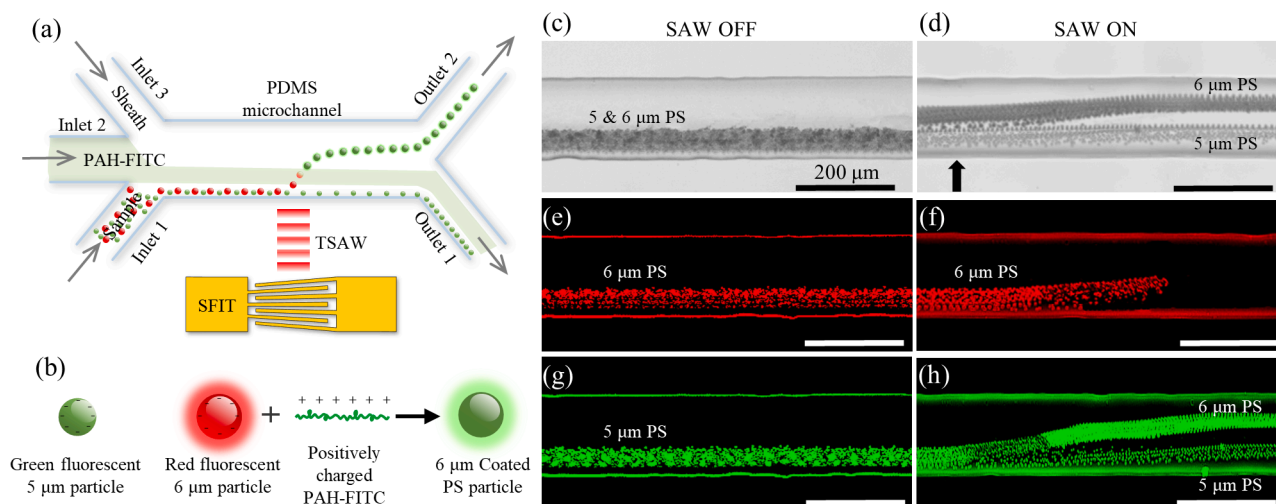 (a)
Inlet 3
Sheath
Inlet 2
PAH-FITC
Sample
Inlet 1
PDMS
microchannel
Outlet 2
Outlet 1
TSAW
SFIT
(b)
+
+ + + + + +
Green fluorescent
5 μm particle
Red fluorescent
6 μm particle
Positively
charged
PAH-FITC
6 μm Coated
PS particle
SAW OFF
SAW ON
(c)
5 & 6 μm PS
200 μm
(d)
6 μm PS
5 μm PS
(e)
6 μm PS
(f)
6 μm PS
(g)
5 μm PS
(h)
6 μm PS
5 μm PS